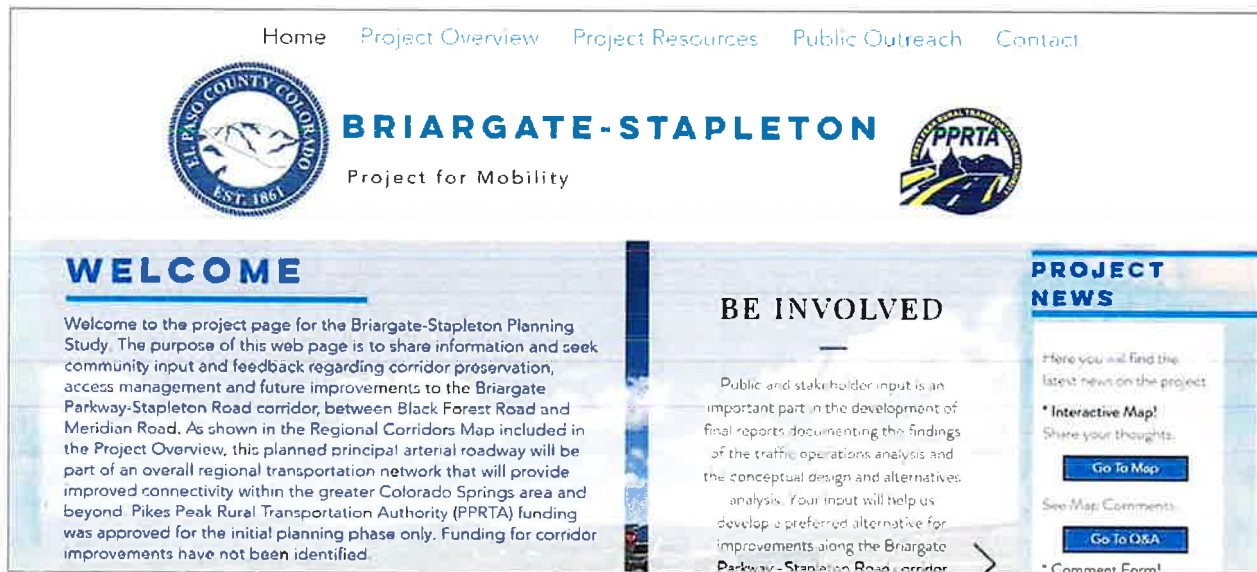 Home Project Overview Project Resources Public Outreach Contact
EL PASO COUNTY COLORADO
EST. 1861
BRIARGATE-STAPLETON
Project for Mobility
PPRTA
WELCOME
Welcome to the project page for the Briargate-Stapleton Planning
Study. The purpose of this web page is to share information and seek
community input and feedback regarding corridor preservation,
access management and future improvements to the Briargate
Parkway-Stapleton Road corridor, between Black Forest Road and
Meridian Road. As shown in the Regional Corridors Map included in
the Project Overview, this planned principal arterial roadway will be
part of an overall regional transportation network that will provide
improved connectivity within the greater Colorado Springs area and
beyond. Pikes Peak Rural Transportation Authority (PPRTA) funding
was approved for the initial planning phase only. Funding for corridor
improvements have not been identified.
BE INVOLVED
Public and stakeholder input is an
important part in the development of
final reports documenting the findings
of the traffic operations analysis and
the conceptual design and alternatives
analysis. Your input will help us
develop a preferred alternative for
improvements along the Briargate
Parkway - Stapleton Road corridor
PROJECT
NEWS
Here you will find the
latest news on the project
* Interactive Map!
Share your thoughts.
Go To Map
See Map Comments
Go To Q&A
* Comment Form!